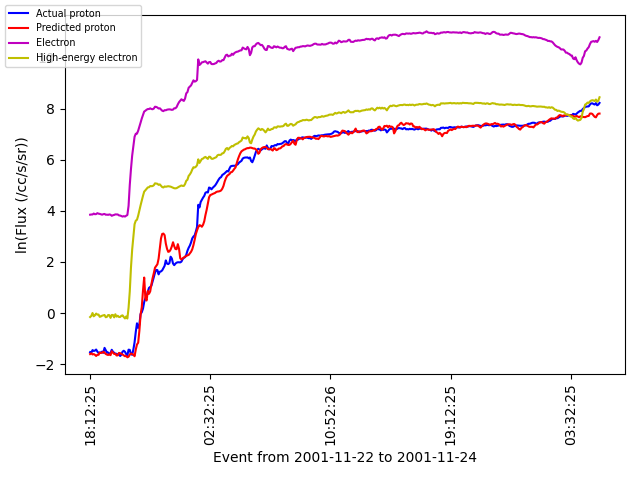 Actual proton
Predicted proton
Electron
High-energy electron
ln(Flux (/cc/s/sr))
8
6
4
2
0
−2
18:12:25
02:32:25
10:52:26
19:12:25
03:32:25
Event from 2001-11-22 to 2001-11-24